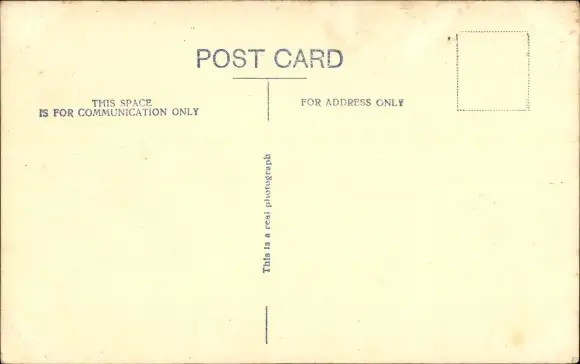 POST CARD
THIS SPACE
IS FOR COMMUNICATION ONLY
FOR ADDRESS ONLY
This is a real photograph